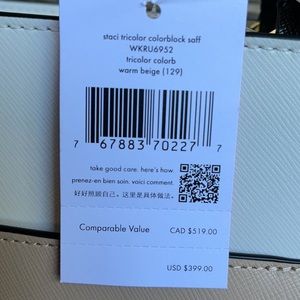 staci tricolor colorblock saff
WKRU6952
tricolor colorb
warm beige (129)
7 67883 70227 7
take good care. here's how.
prenez-en bien soin. voici comment.
好好照顾自己。这里是具体做法。
Comparable Value CAD $519.00
USD $399.00